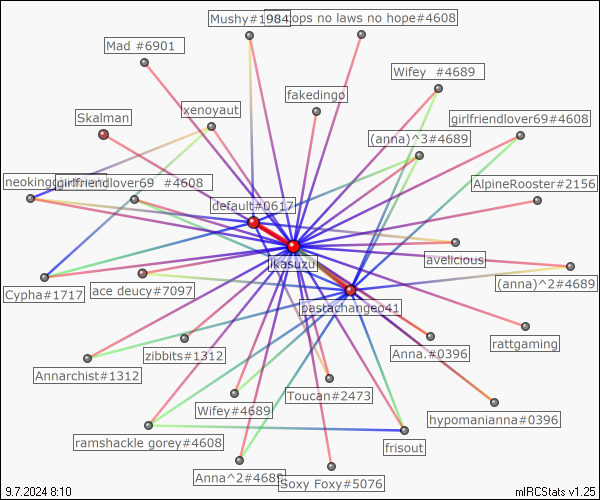 Mushy#1984
tops no laws no hope#4608
Mad #6901
Wifey #4689
fakedingo
xenoyaut
Skalman
girlfriendlover69#4608
(anna)^3#4689
girlfriendlover69 #4608
AlpineRooster#2156
default#0617
avelicious
ikasuzu
(anna)^2#4689
Cypha#1717
ace deucy#7097
pastachangeo41
rattgaming
zibbits#1312
Anna.#0396
Annarchist#1312
Toucan#2473
Wifey#4689
hypomanianna#0396
ramshackle gorey#4608
frisout
Anna^2#4689
Soxy Foxy#5076
9.7.2024 8:10
mIRCStats v1.25